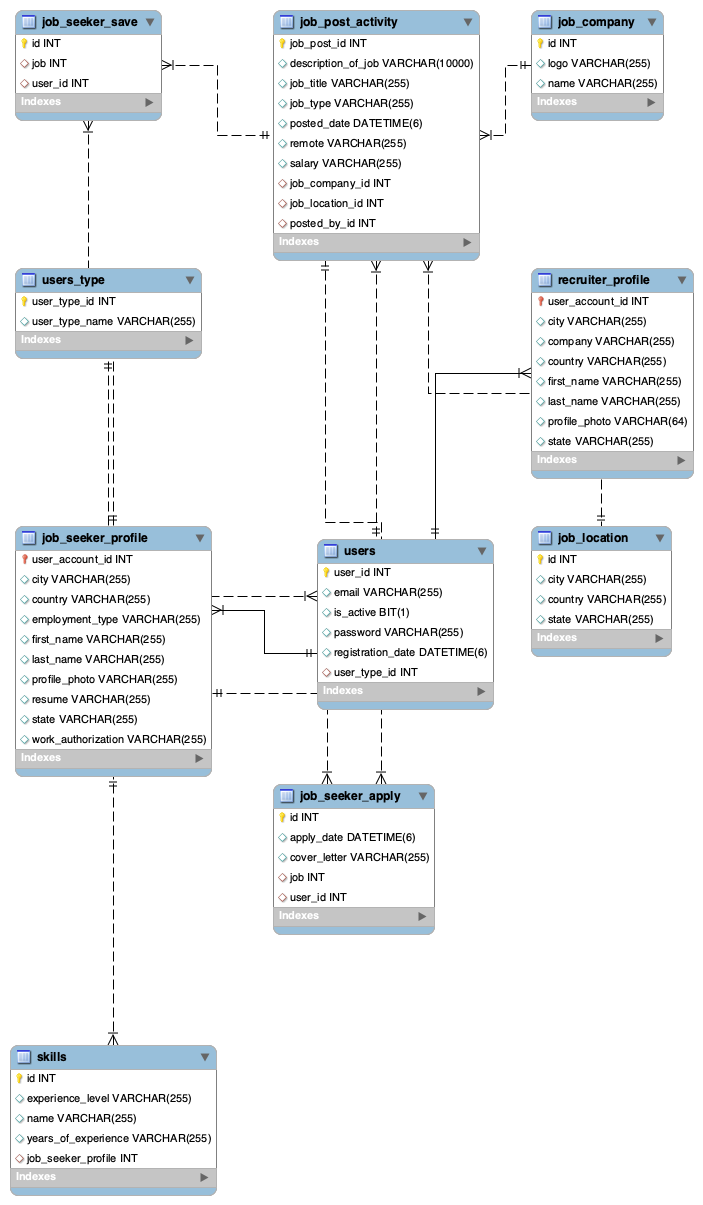 job_seeker_save
id INT
job INT
user_id INT
Indexes
job_post_activity
job_post_id INT
description_of_job VARCHAR(10000)
job_title VARCHAR(255)
job_type VARCHAR(255)
posted_date DATETIME(6)
remote VARCHAR(255)
salary VARCHAR(255)
job_company_id INT
job_location_id INT
posted_by_id INT
Indexes
job_company
id INT
logo VARCHAR(255)
name VARCHAR(255)
Indexes
users_type
user_type_id INT
user_type_name VARCHAR(255)
Indexes
recruiter_profile
user_account_id INT
city VARCHAR(255)
company VARCHAR(255)
country VARCHAR(255)
first_name VARCHAR(255)
last_name VARCHAR(255)
profile_photo VARCHAR(64)
state VARCHAR(255)
Indexes
job_seeker_profile
user_account_id INT
city VARCHAR(255)
country VARCHAR(255)
employment_type VARCHAR(255)
first_name VARCHAR(255)
last_name VARCHAR(255)
profile_photo VARCHAR(255)
resume VARCHAR(255)
state VARCHAR(255)
work_authorization VARCHAR(255)
Indexes
users
user_id INT
email VARCHAR(255)
is_active BIT(1)
password VARCHAR(255)
registration_date DATETIME(6)
user_type_id INT
Indexes
job_location
id INT
city VARCHAR(255)
country VARCHAR(255)
state VARCHAR(255)
Indexes
job_seeker_apply
id INT
apply_date DATETIME(6)
cover_letter VARCHAR(255)
job INT
user_id INT
Indexes
skills
id INT
experience_level VARCHAR(255)
name VARCHAR(255)
years_of_experience VARCHAR(255)
job_seeker_profile INT
Indexes